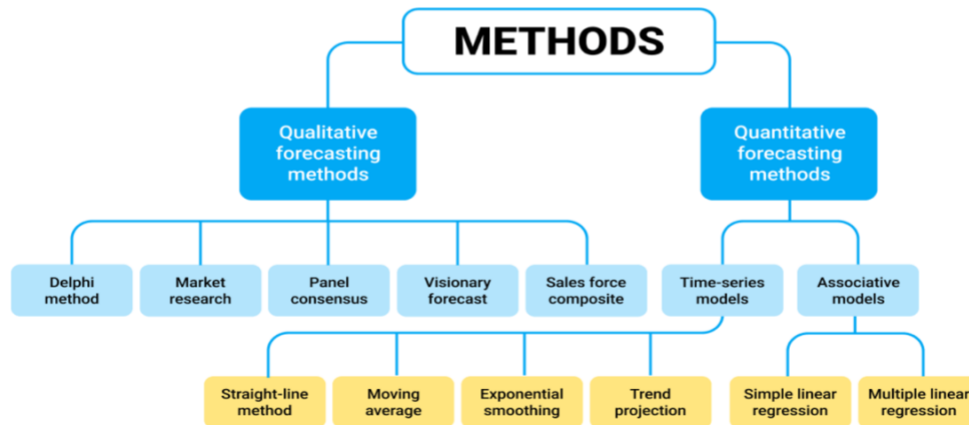 METHODS
Qualitative
forecasting
methods
Quantitative
forecasting
methods
Delphi
method
Market
research
Panel
consensus
Visionary
forecast
Sales force
composite
Time-series
models
Associative
models
Straight-line
method
Moving
average
Exponential
smoothing
Trend
projection
Simple linear
regression
Multiple linear
regression